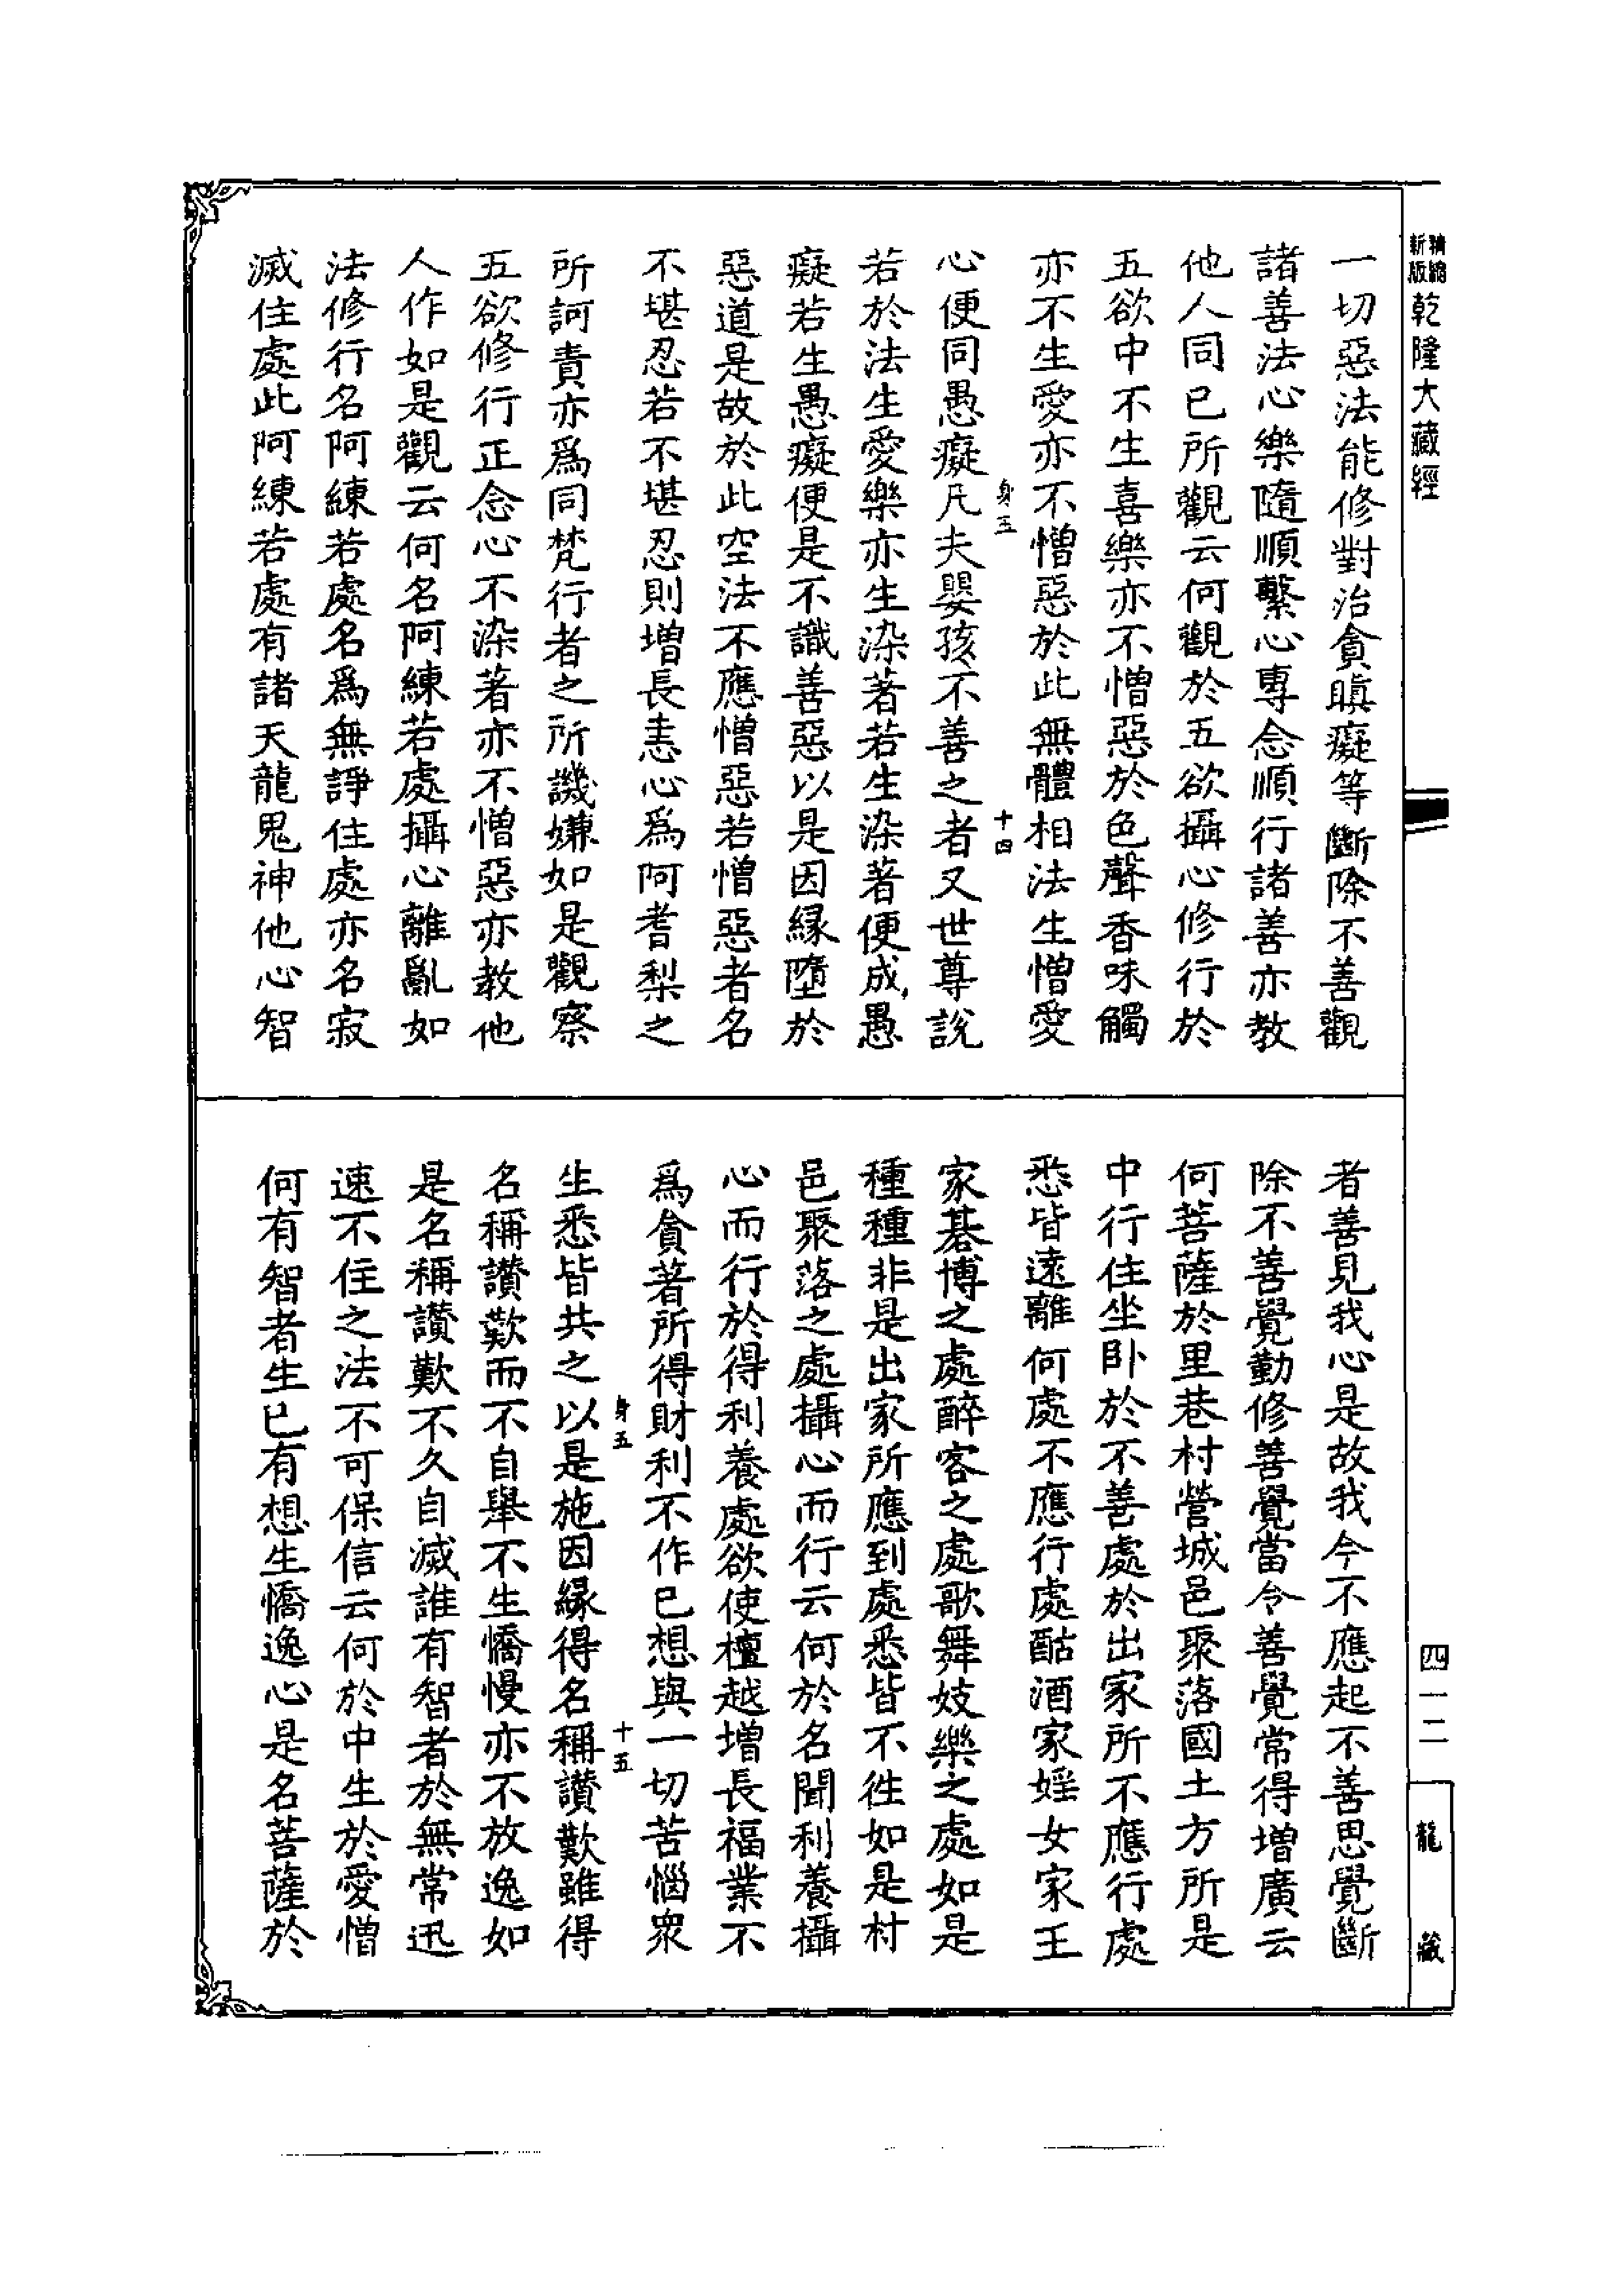 精縮
新版
乾隆大藏經
一切惡法能修對治貪瞋癡等斷除不善觀
諸善法心樂隨順繫心專念順行諸善亦教
他人同已所觀云何觀於五欲攝心修行於
五欲中不生喜樂亦不憎惡於色聲香味觸
亦不生愛亦不憎惡於此無體相法生憎愛
身五
十四
心便同愚癡凡夫嬰孩不善之者又世尊說
若於法生愛樂亦生染著若生染著便成愚
癡若生愚癡便是不識善惡以是因緣墮於
惡道是故於此空法不應憎惡若憎惡者名
不堪忍若不堪忍則增長恚心爲阿耆梨之
所訶責亦爲同梵行者之所譏嫌如是觀察
五欲修行正念心不染著亦不憎惡亦教他
人作如是觀云何名阿練若處攝心離亂如
法修行名阿練若處名爲無諍住處亦名寂
滅住處此阿練若處有諸天龍鬼神他心智
者善見我心是故我今不應起不善思覺斷
除不善覺勤修善覺當令善覺常得增廣云
何菩薩於里巷村營城邑聚落國土方所是
中行住坐卧於不善處於出家所不應行處
悉皆遠離何處不應行處酤酒家婬女家王
家碁博之處醉客之處歌舞妓樂之處如是
種種非是出家所應到處悉皆不徃如是村
邑聚落之處攝心而行云何於名聞利養攝
心而行於得利養處欲使檀越增長福業不
爲貪著所得財利不作已想與一切苦惱衆
身五
十五
生悉皆共之以是施因緣得名稱讚歎雖得
名稱讚歎而不自舉不生憍慢亦不放逸如
是名稱讚歎不久自滅誰有智者於無常迅
速不住之法不可保信云何於中生於愛憎
何有智者生已有想生憍逸心是名菩薩於
四一二
龍藏